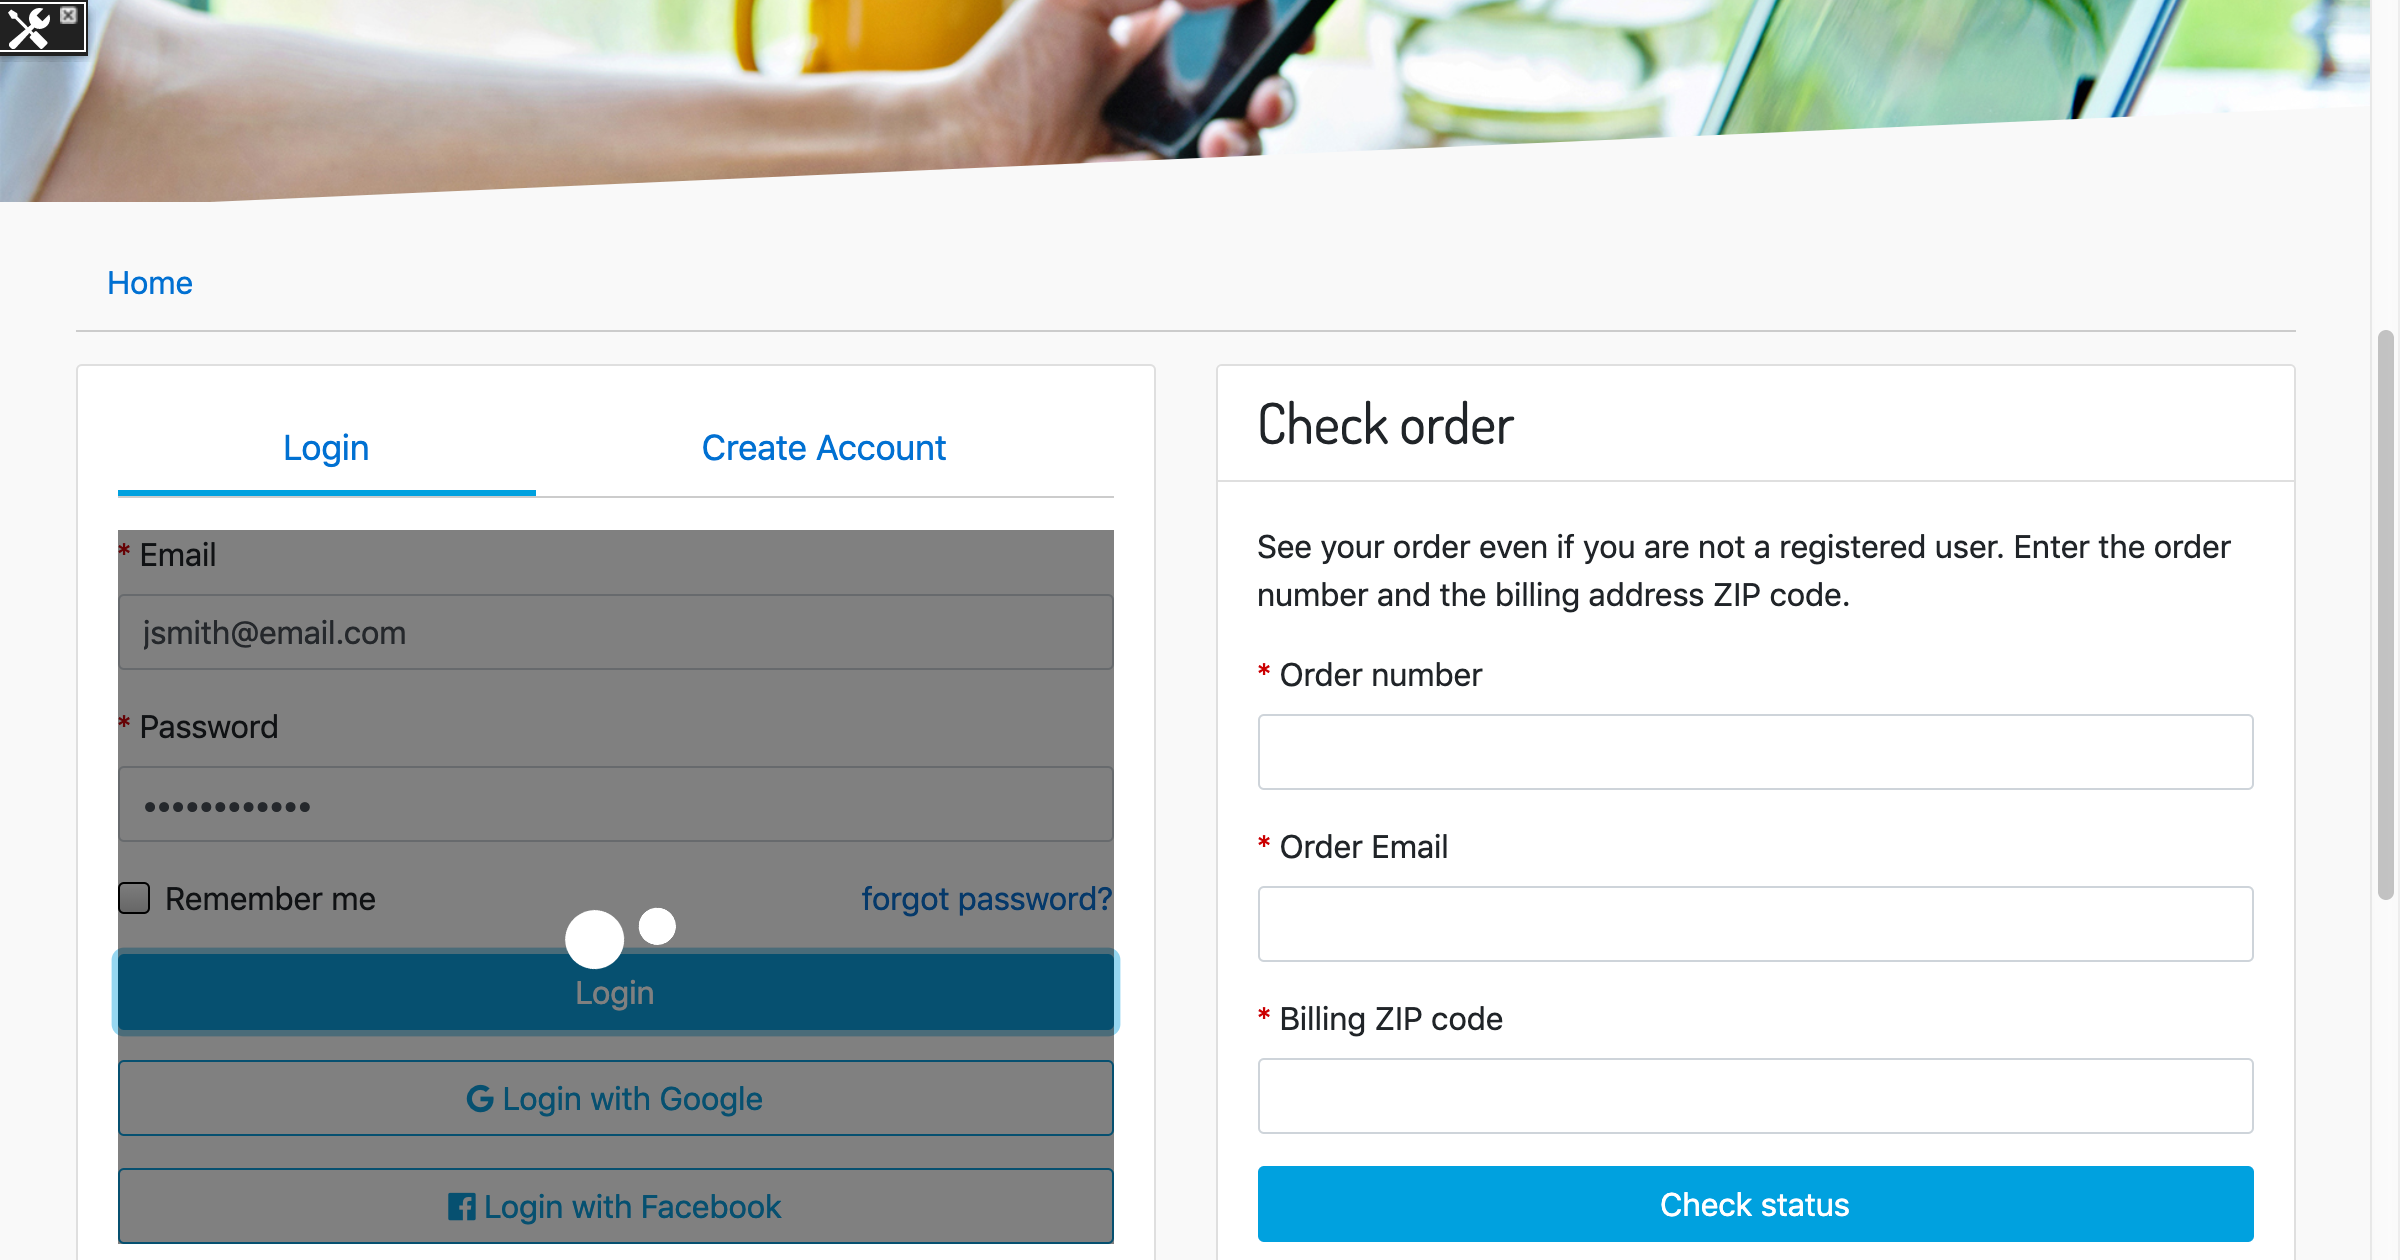 Home
Login
Create Account
* Email
jsmith@email.com
* Password
••••••••••••
Remember me
forgot password?
Login
Login with Google
Login with Facebook
Check order
See your order even if you are not a registered user. Enter the order
number and the billing address ZIP code.
* Order number
* Order Email
* Billing ZIP code
Check status